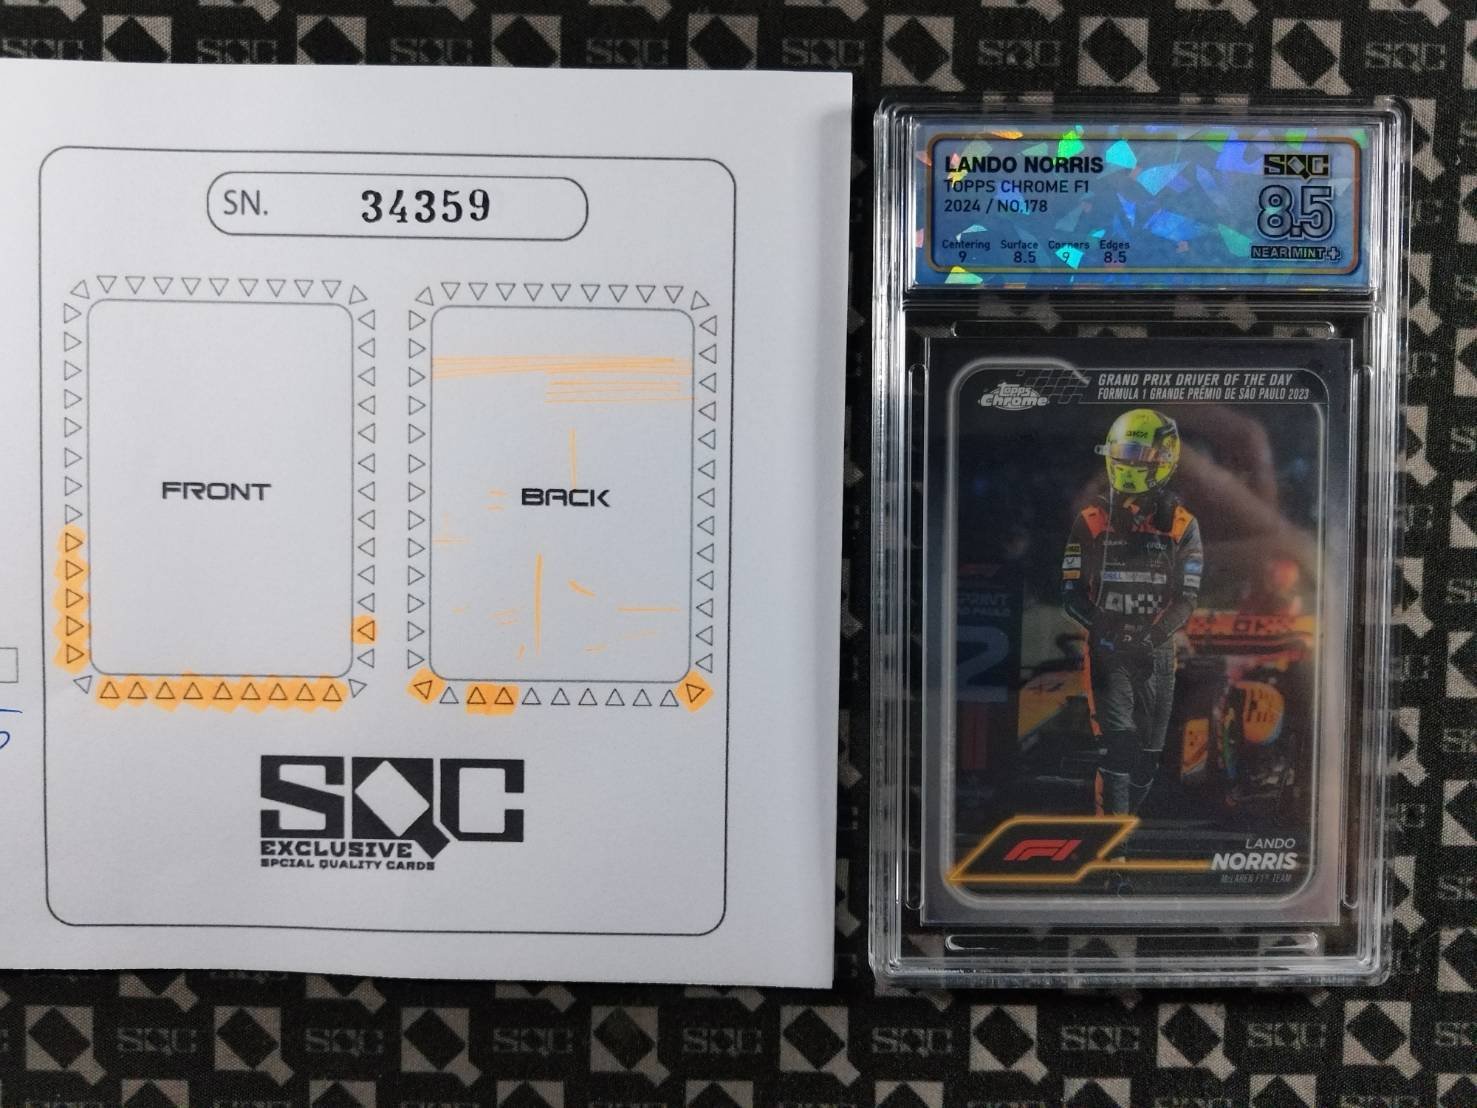 SN. 34359
FRONT
BACK
SQC
EXCLUSIVE
SPCIAL QUALITY CARDS
LANDO NORRIS
TOPPS CHROME F1
2024 / NO.178
Centering Surface Corners Edges
9 8.5 9 8.5
SQC
8.5
NEAR MINT+
Topps Chrome
GRAND PRIX DRIVER OF THE DAY
FORMULA 1 GRANDE PRÊMIO DE SÃO PAULO 2023
OKX
F1
LANDO
NORRIS
McLAREN F1™ TEAM